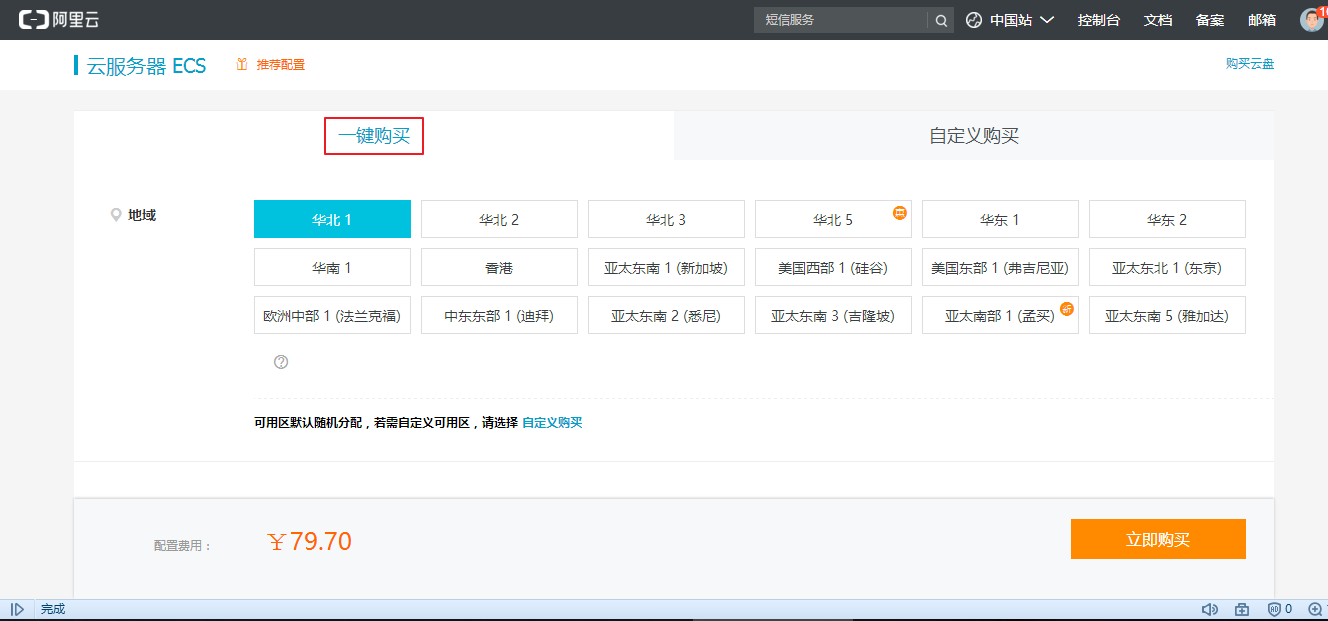 阿里云
短信服务
中国站
控制台
文档
备案
邮箱
云服务器 ECS
推荐配置
购买云盘
一键购买
自定义购买
地域
华北 1
华北 2
华北 3
华北 5
华东 1
华东 2
华南 1
香港
亚太东南 1 (新加坡)
美国西部 1 (硅谷)
美国东部 1 (弗吉尼亚)
亚太东北 1 (东京)
欧洲中部 1 (法兰克福)
中东东部 1 (迪拜)
亚太东南 2 (悉尼)
亚太东南 3 (吉隆坡)
亚太南部 1 (孟买)
折
亚太东南 5 (雅加达)
可用区默认随机分配，若需自定义可用区，请选择 自定义购买
配置费用：
￥79.70
立即购买
完成
0